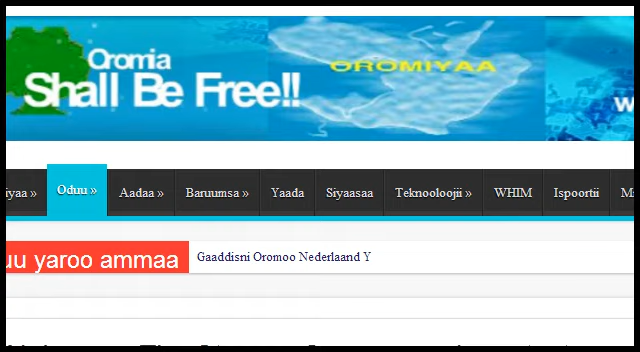 Oromia
Shall Be Free!!
OROMIYAA
w
iyaa » Oduu » Aadaa » Baruumsa » Yaada Siyaasaa Teknooloojii » WHIM Ispoortii
uu yaroo ammaa Gaaddisni Oromoo Nederlaand Y